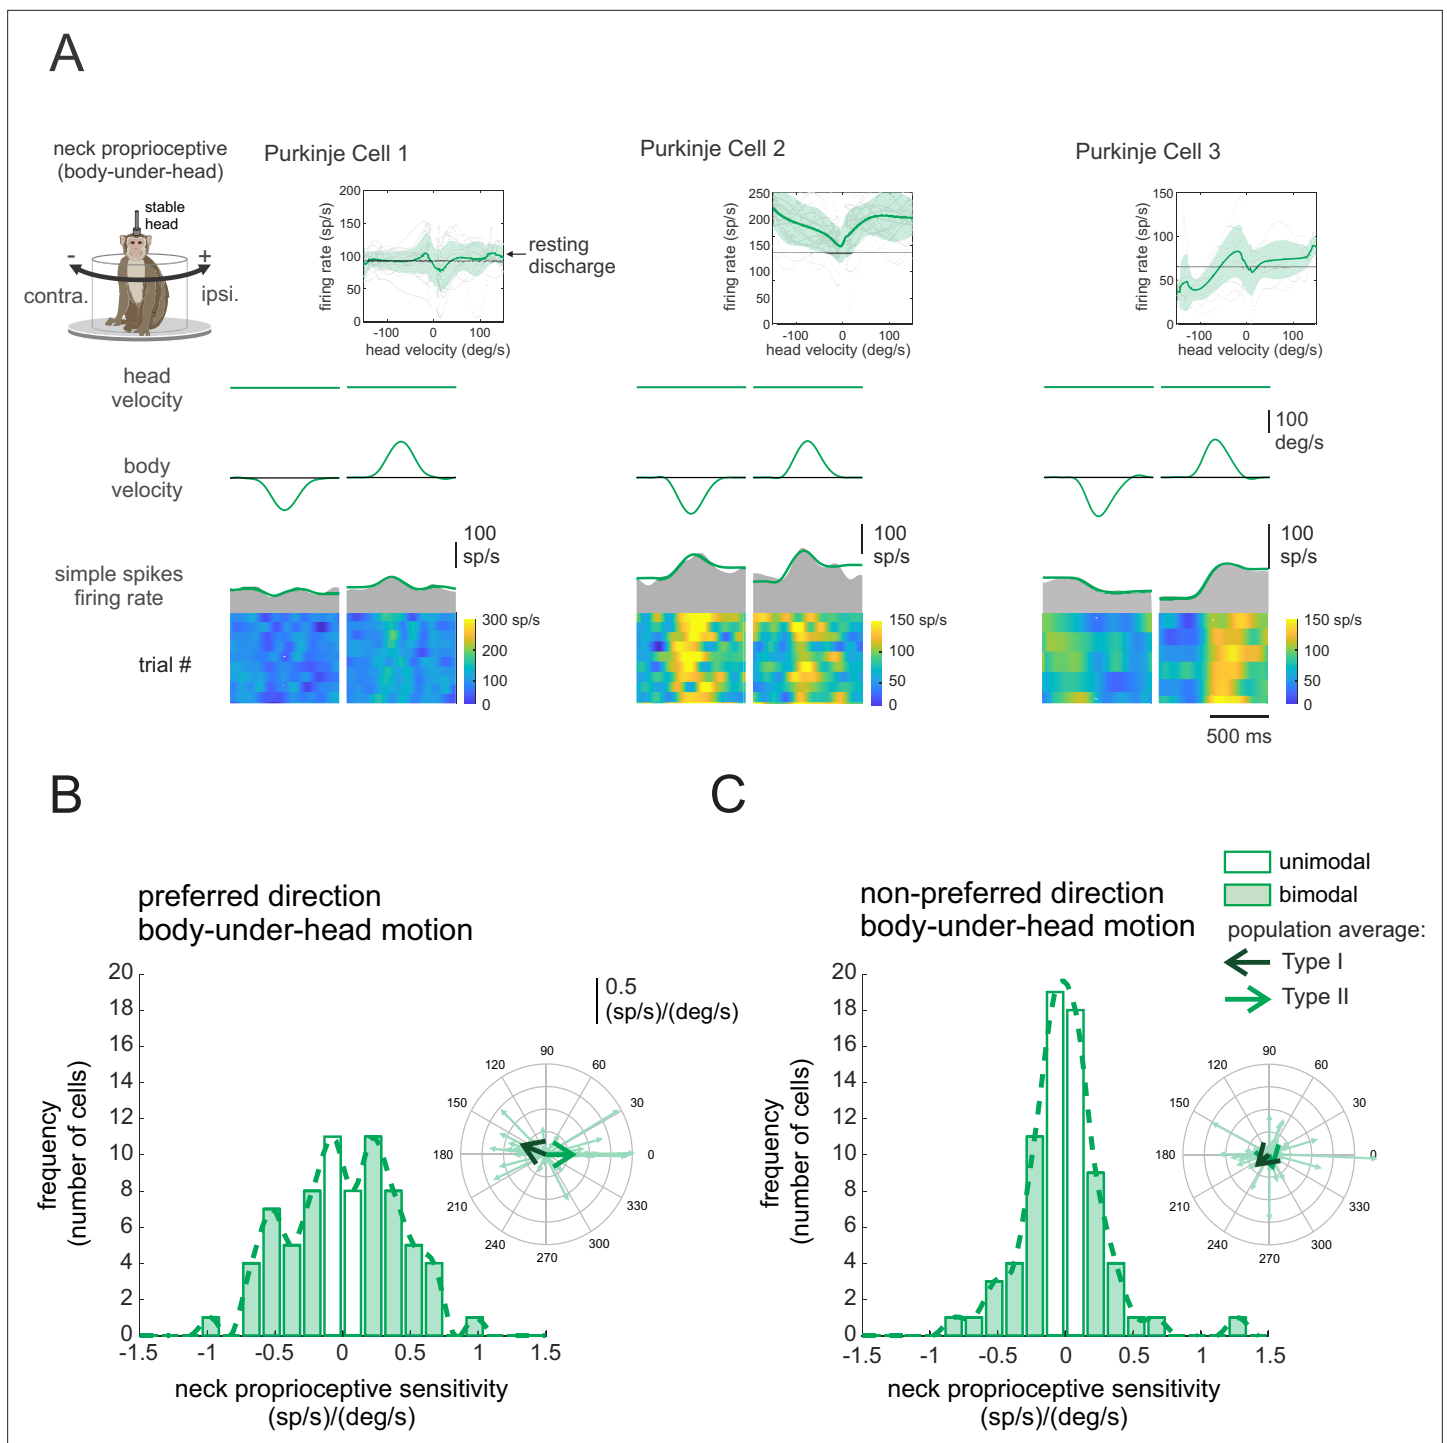 A
neck proprioceptive
(body-under-head)
stable
head
-
+
contra.
ipsi.
Purkinje Cell 1
Purkinje Cell 2
Purkinje Cell 3
firing rate (sp/s)
200
150
100
50
0
-100
0
100
head velocity (deg/s)
resting
discharge
firing rate (sp/s)
250
200
150
100
50
0
-100
0
100
head velocity (deg/s)
firing rate (sp/s)
150
100
50
0
-100
0
100
head velocity (deg/s)
head
velocity
100
deg/s
body
velocity
100
sp/s
100
sp/s
100
sp/s
simple spikes
firing rate
trial #
300 sp/s
200
100
0
150 sp/s
100
50
0
150 sp/s
100
50
0
500 ms
B
preferred direction
body-under-head motion
0.5
(sp/s)/(deg/s)
frequency
(number of cells)
20
18
16
14
12
10
8
6
4
2
0
-1.5
-1
-0.5
0
0.5
1
1.5
neck proprioceptive sensitivity
(sp/s)/(deg/s)
90
60
30
0
330
300
270
240
210
180
150
120
C
non-preferred direction
body-under-head motion
unimodal
bimodal
population average:
Type I
Type II
frequency
(number of cells)
20
18
16
14
12
10
8
6
4
2
0
-1.5
-1
-0.5
0
0.5
1
1.5
neck proprioceptive sensitivity
(sp/s)/(deg/s)
90
60
30
0
330
300
270
240
210
180
150
120